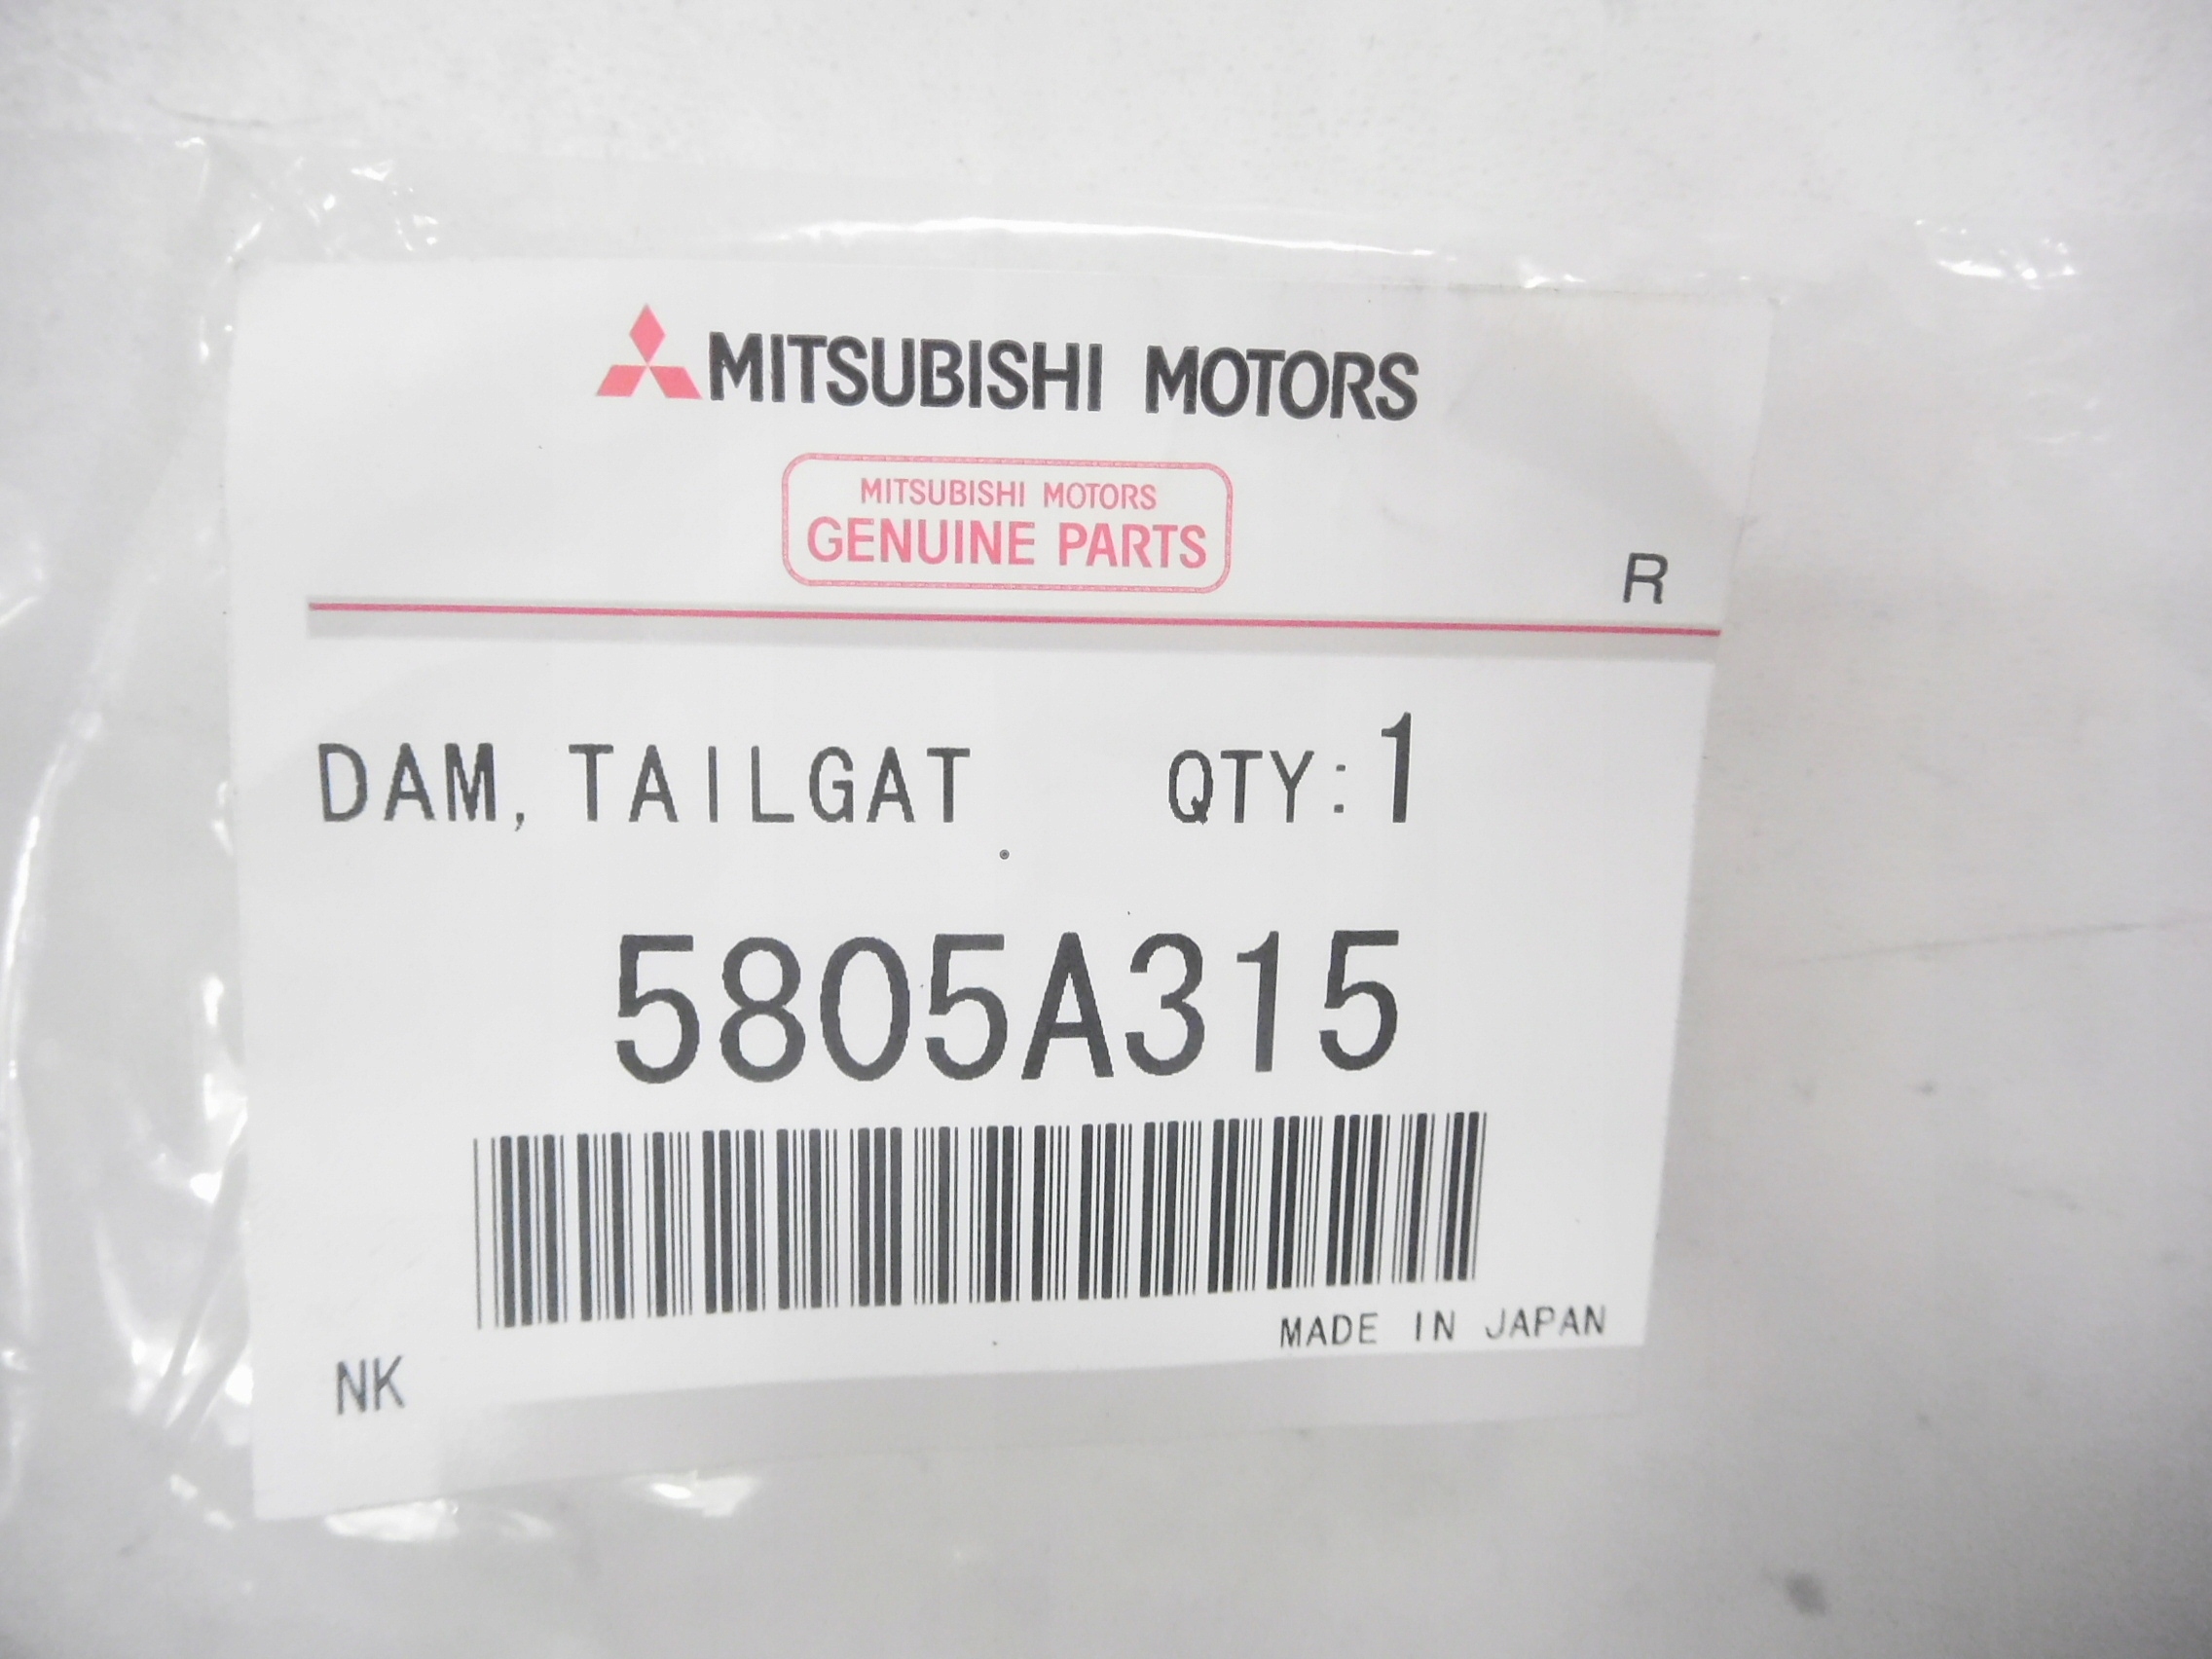 MITSUBISHI MOTORS
MITSUBISHI MOTORS
GENUINE PARTS
R
DAM, TAILGAT QTY: 1
5805A315
MADE IN JAPAN
NK